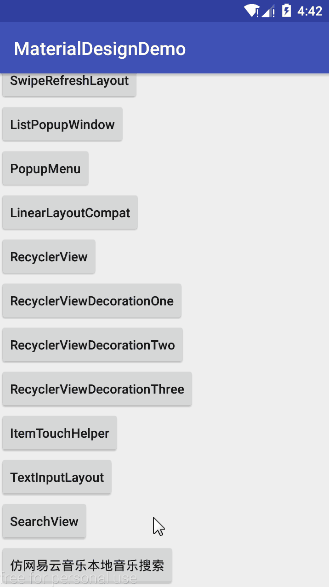 4:42
MaterialDesignDemo
SwipeRefreshLayout
ListPopupWindow
PopupMenu
LinearLayoutCompat
RecyclerView
RecyclerViewDecorationOne
RecyclerViewDecorationTwo
RecyclerViewDecorationThree
ItemTouchHelper
TextInputLayout
SearchView
仿网易云音乐本地音乐搜索
free for personal use